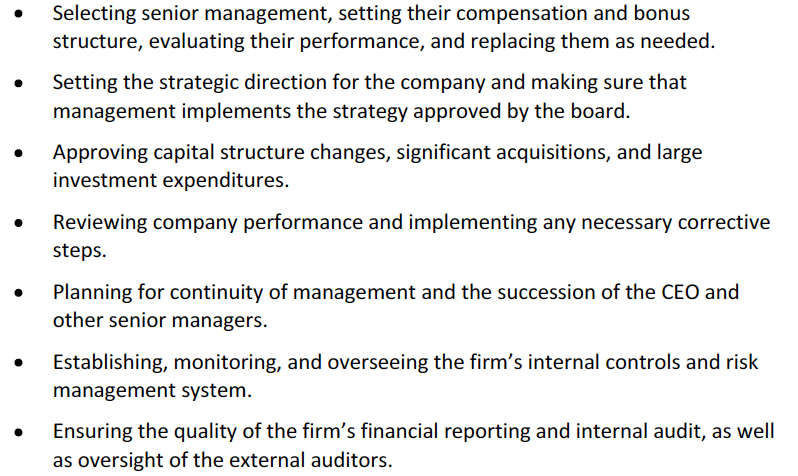 • Selecting senior management, setting their compensation and bonus
structure, evaluating their performance, and replacing them as needed.
• Setting the strategic direction for the company and making sure that
management implements the strategy approved by the board.
• Approving capital structure changes, significant acquisitions, and large
investment expenditures.
• Reviewing company performance and implementing any necessary corrective
steps.
• Planning for continuity of management and the succession of the CEO and
other senior managers.
• Establishing, monitoring, and overseeing the firm’s internal controls and risk
management system.
• Ensuring the quality of the firm’s financial reporting and internal audit, as well
as oversight of the external auditors.